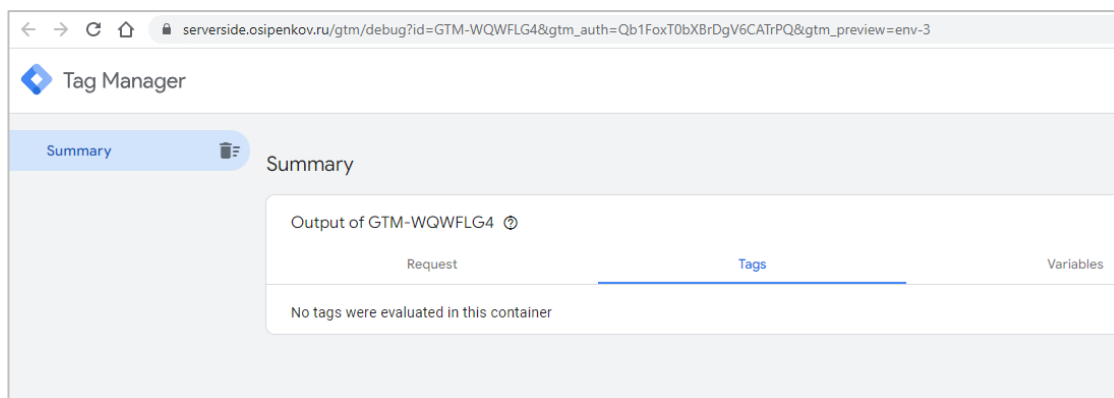 serverside.osipenkov.ru/gtm/debug?id=GTM-WQWFLG4&gtm_auth=Qb1FoxT0bXBrDgV6CATrPQ&gtm_preview=env-3
Tag Manager
Summary
Summary
Output of GTM-WQWFLG4
Request Tags Variables
No tags were evaluated in this container